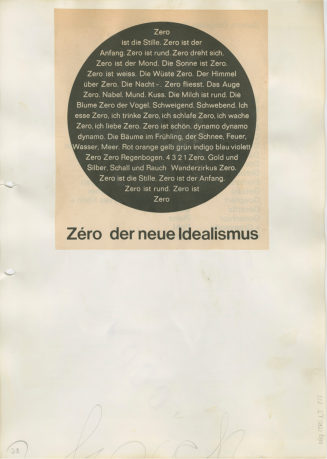 Zero
ist die Stille. Zero ist der
Anfang. Zero ist rund. Zero dreht sich.
Zero ist der Mond. Die Sonne ist Zero.
Zero ist weiss. Die Wüste Zero. Der Himmel
über Zero. Die Nacht –. Zero fliesst. Das Auge
Zero. Nabel. Mund. Kuss. Die Milch ist rund. Die
Blume Zero der Vogel. Schweigend. Schwebend. Ich
esse Zero, ich trinke Zero, ich schlafe Zero, ich wache
Zero, ich liebe Zero. Zero ist schön. dynamo dynamo
dynamo. Die Bäume im Frühling, der Schnee, Feuer,
Wasser, Meer. Rot orange gelb grün indigo blau violett
Zero Zero Regenbogen. 4 3 2 1 Zero. Gold und
Silber, Schall und Rauch Wanderzirkus Zero.
Zero ist die Stille. Zero ist der Anfang.
Zero ist rund. Zero ist
Zero
Zéro der neue Idealismus